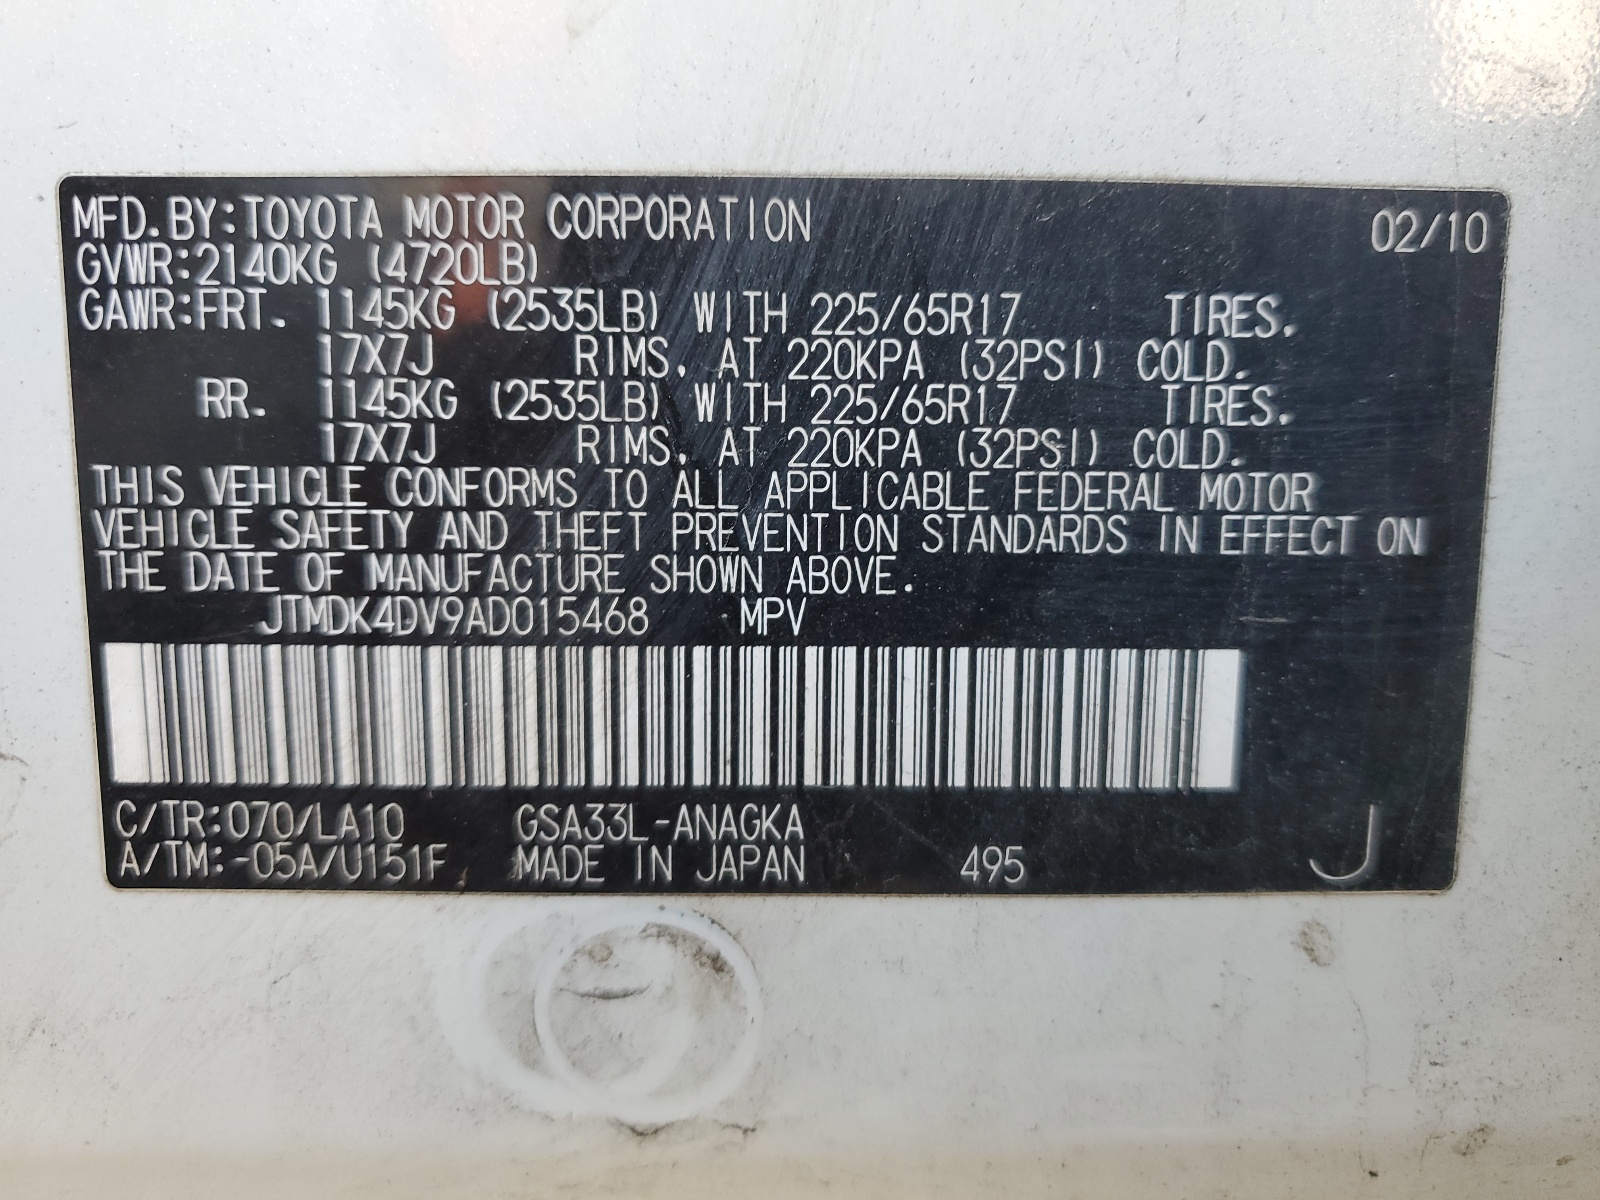 MFD.BY:TOYOTA MOTOR CORPORATION 02/10
GVWR:2140KG (4720LB)
GAWR:FRT. 1145KG (2535LB) WITH 225/65R17 TIRES.
17X7J RIMS, AT 220KPA (32PSI) COLD.
RR. 1145KG (2535LB) WITH 225/65R17 TIRES.
17X7J RIMS, AT 220KPA (32PSI) COLD.
THIS VEHICLE CONFORMS TO ALL APPLICABLE FEDERAL MOTOR
VEHICLE SAFETY AND THEFT PREVENTION STANDARDS IN EFFECT ON
THE DATE OF MANUFACTURE SHOWN ABOVE.
JTMDK4DV9AD015468 MPV
C/TR:070/LA10 GSA33L-ANAGKA
A/TM:-05A/U151F MADE IN JAPAN 495 J